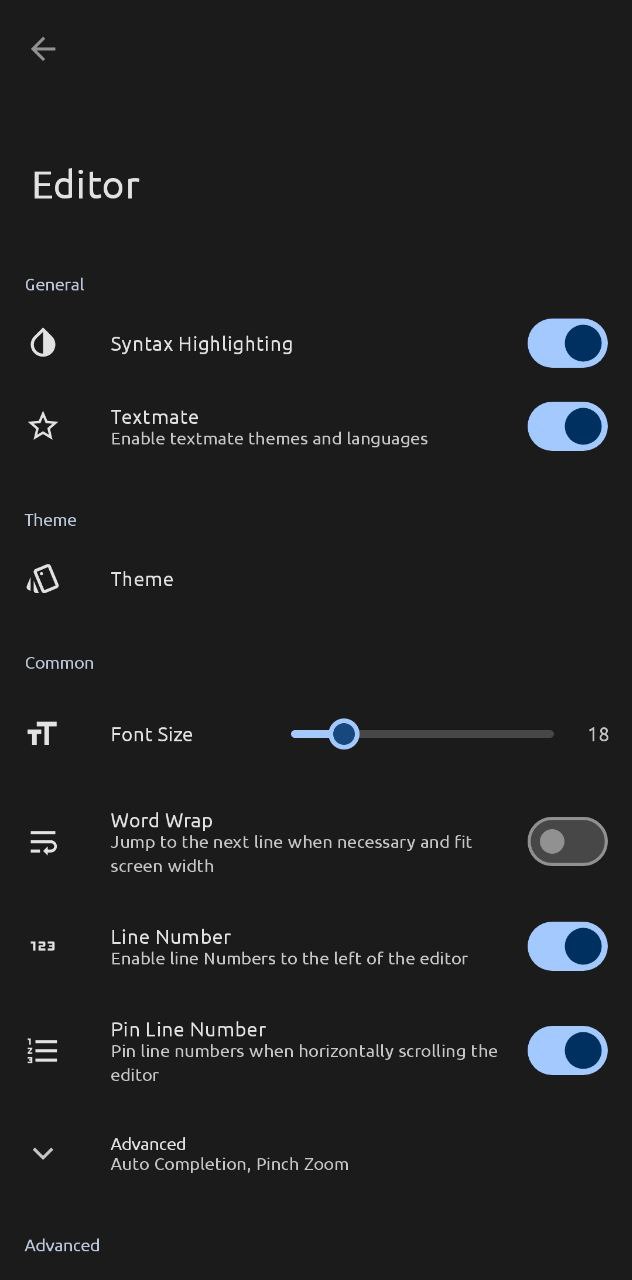 Editor
General
Syntax Highlighting
Textmate
Enable textmate themes and languages
Theme
Theme
Common
Font Size 18
Word Wrap
Jump to the next line when necessary and fit
screen width
123 Line Number
Enable line Numbers to the left of the editor
Pin Line Number
Pin line numbers when horizontally scrolling the
editor
Advanced
Auto Completion, Pinch Zoom
Advanced